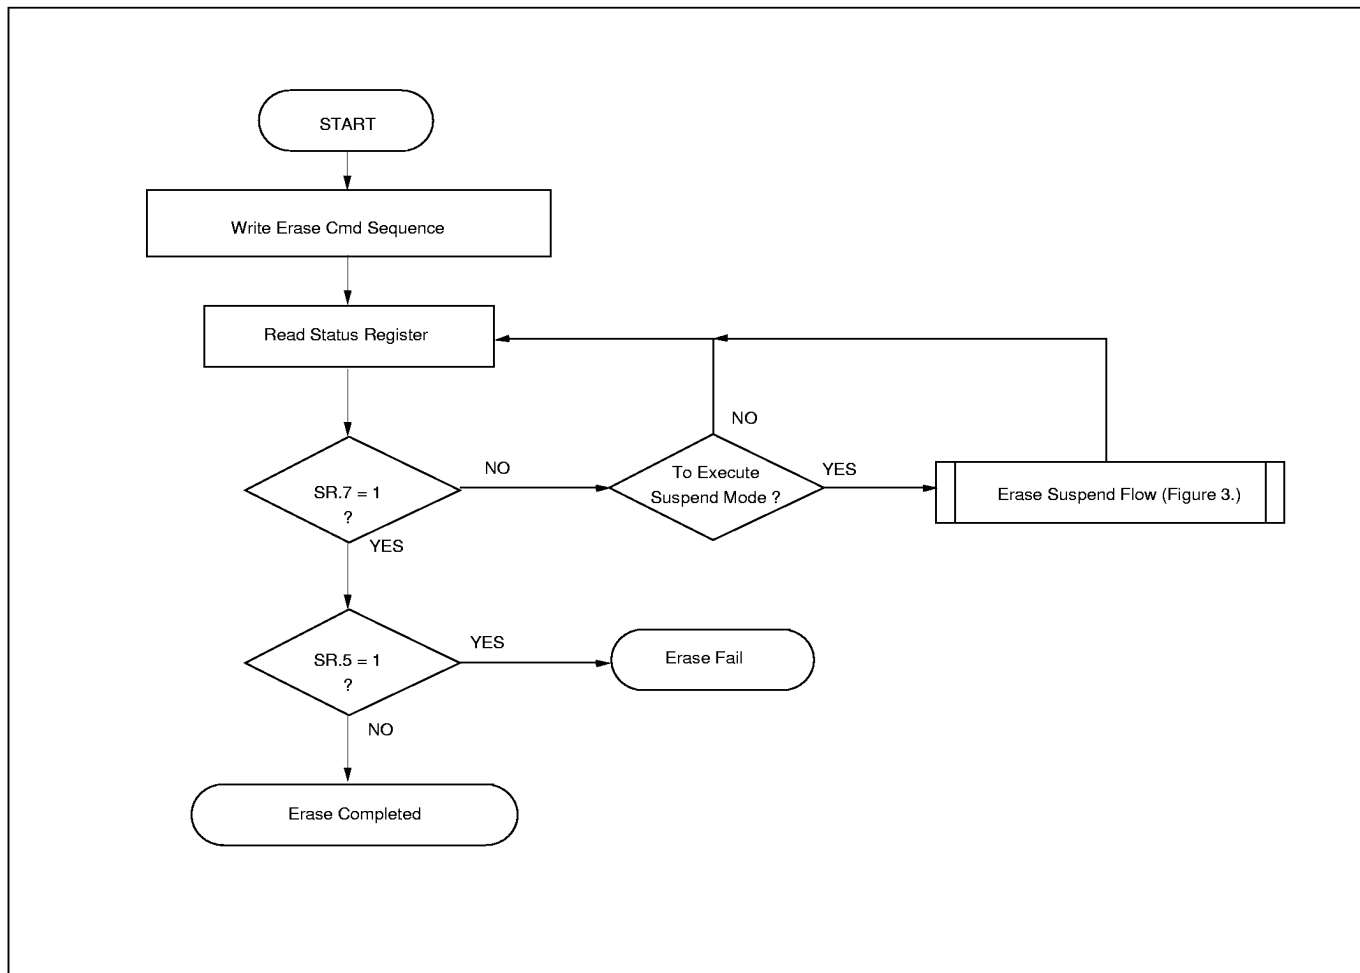 START
Write Erase Cmd Sequence
Read Status Register
NO
To Execute
Suspend Mode ?
YES
NO
Erase Suspend Flow (Figure 3.)
SR.7 = 1
?
YES
SR.5 = 1
?
YES
Erase Fail
NO
Erase Completed